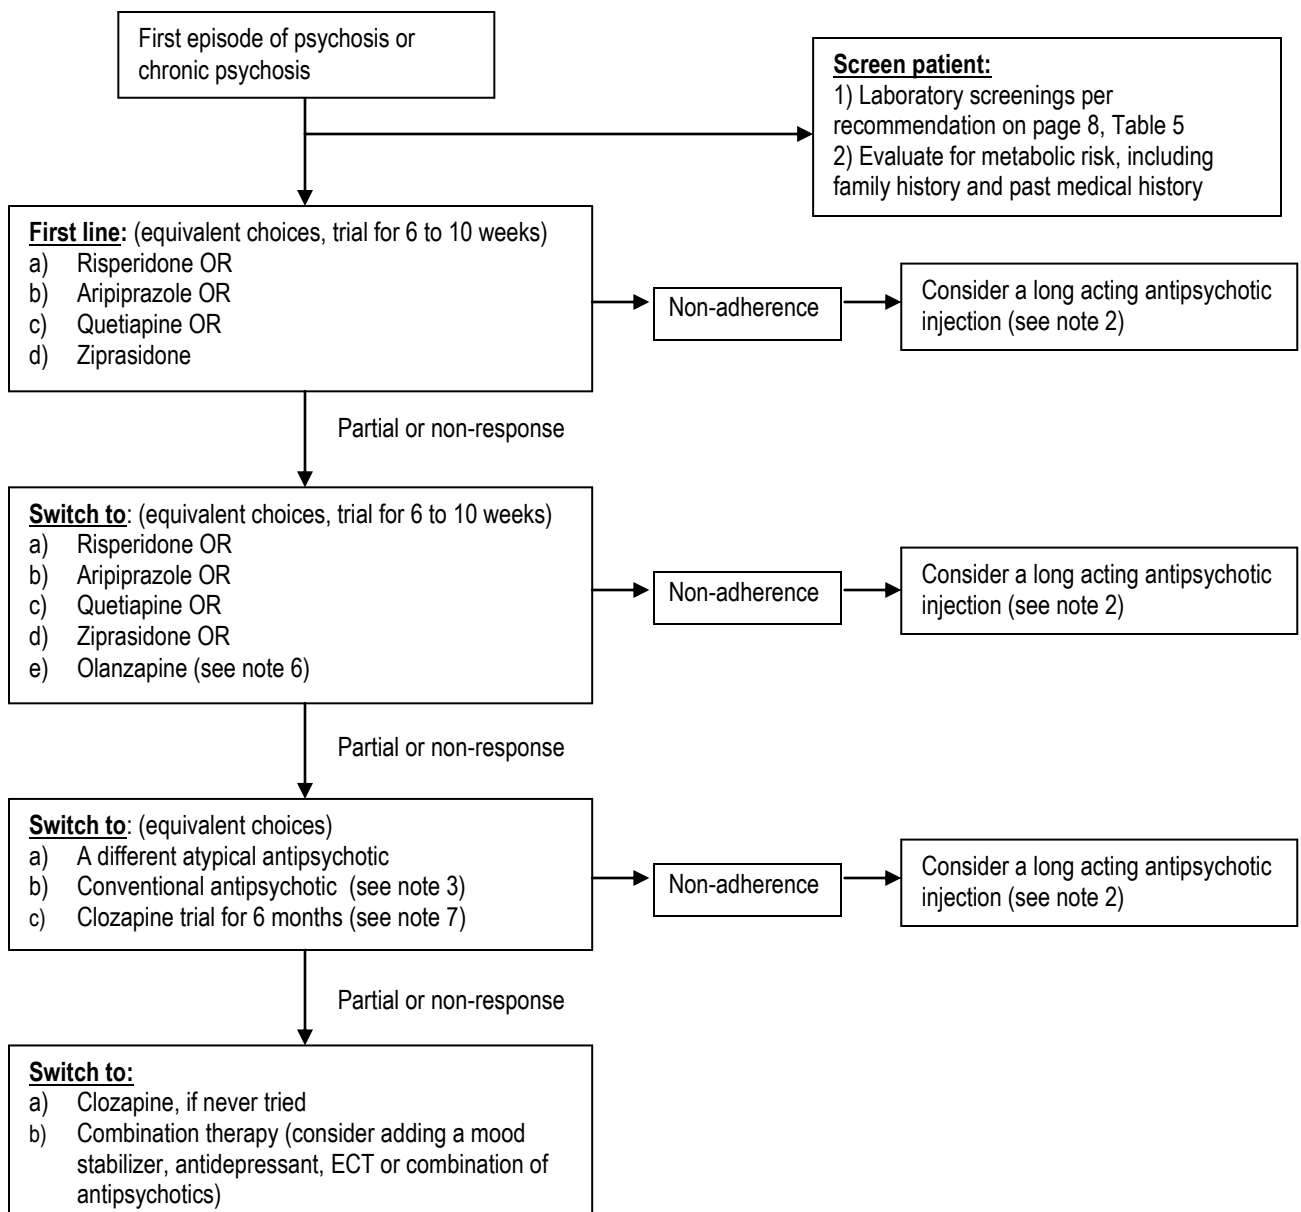 First episode of psychosis or
chronic psychosis
Screen patient:
1) Laboratory screenings per
recommendation on page 8, Table 5
2) Evaluate for metabolic risk, including
family history and past medical history
First line: (equivalent choices, trial for 6 to 10 weeks)
a) Risperidone OR
b) Aripiprazole OR
c) Quetiapine OR
d) Ziprasidone
Non-adherence
Consider a long acting antipsychotic
injection (see note 2)
Partial or non-response
Switch to: (equivalent choices, trial for 6 to 10 weeks)
a) Risperidone OR
b) Aripiprazole OR
c) Quetiapine OR
d) Ziprasidone OR
e) Olanzapine (see note 6)
Non-adherence
Consider a long acting antipsychotic
injection (see note 2)
Partial or non-response
Switch to: (equivalent choices)
a) A different atypical antipsychotic
b) Conventional antipsychotic (see note 3)
c) Clozapine trial for 6 months (see note 7)
Non-adherence
Consider a long acting antipsychotic
injection (see note 2)
Partial or non-response
Switch to:
a) Clozapine, if never tried
b) Combination therapy (consider adding a mood
stabilizer, antidepressant, ECT or combination of
antipsychotics)